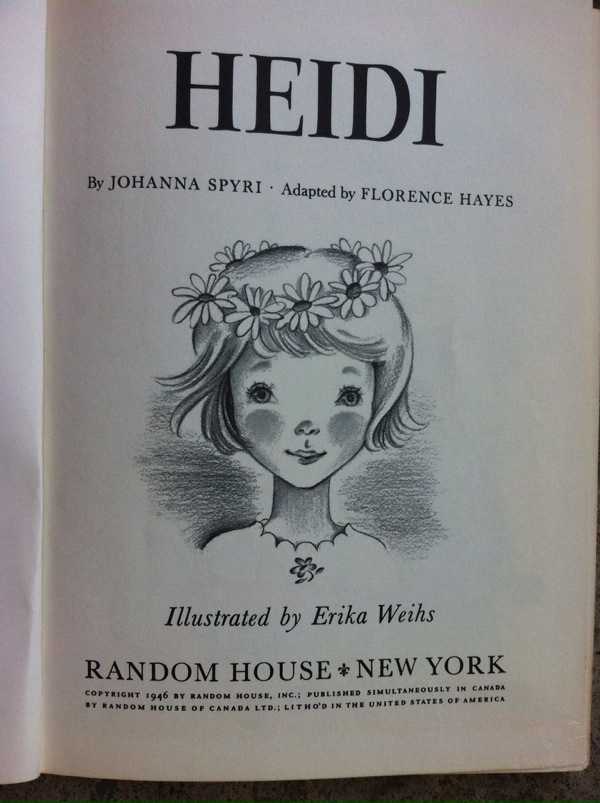 HEIDI
By JOHANNA SPYRI · Adapted by FLORENCE HAYES
Illustrated by Erika Weihs
RANDOM HOUSE ⚜ NEW YORK
COPYRIGHT 1946 BY RANDOM HOUSE, INC.; PUBLISHED SIMULTANEOUSLY IN CANADA
BY RANDOM HOUSE OF CANADA LTD.; LITHO'D IN THE UNITED STATES OF AMERICA